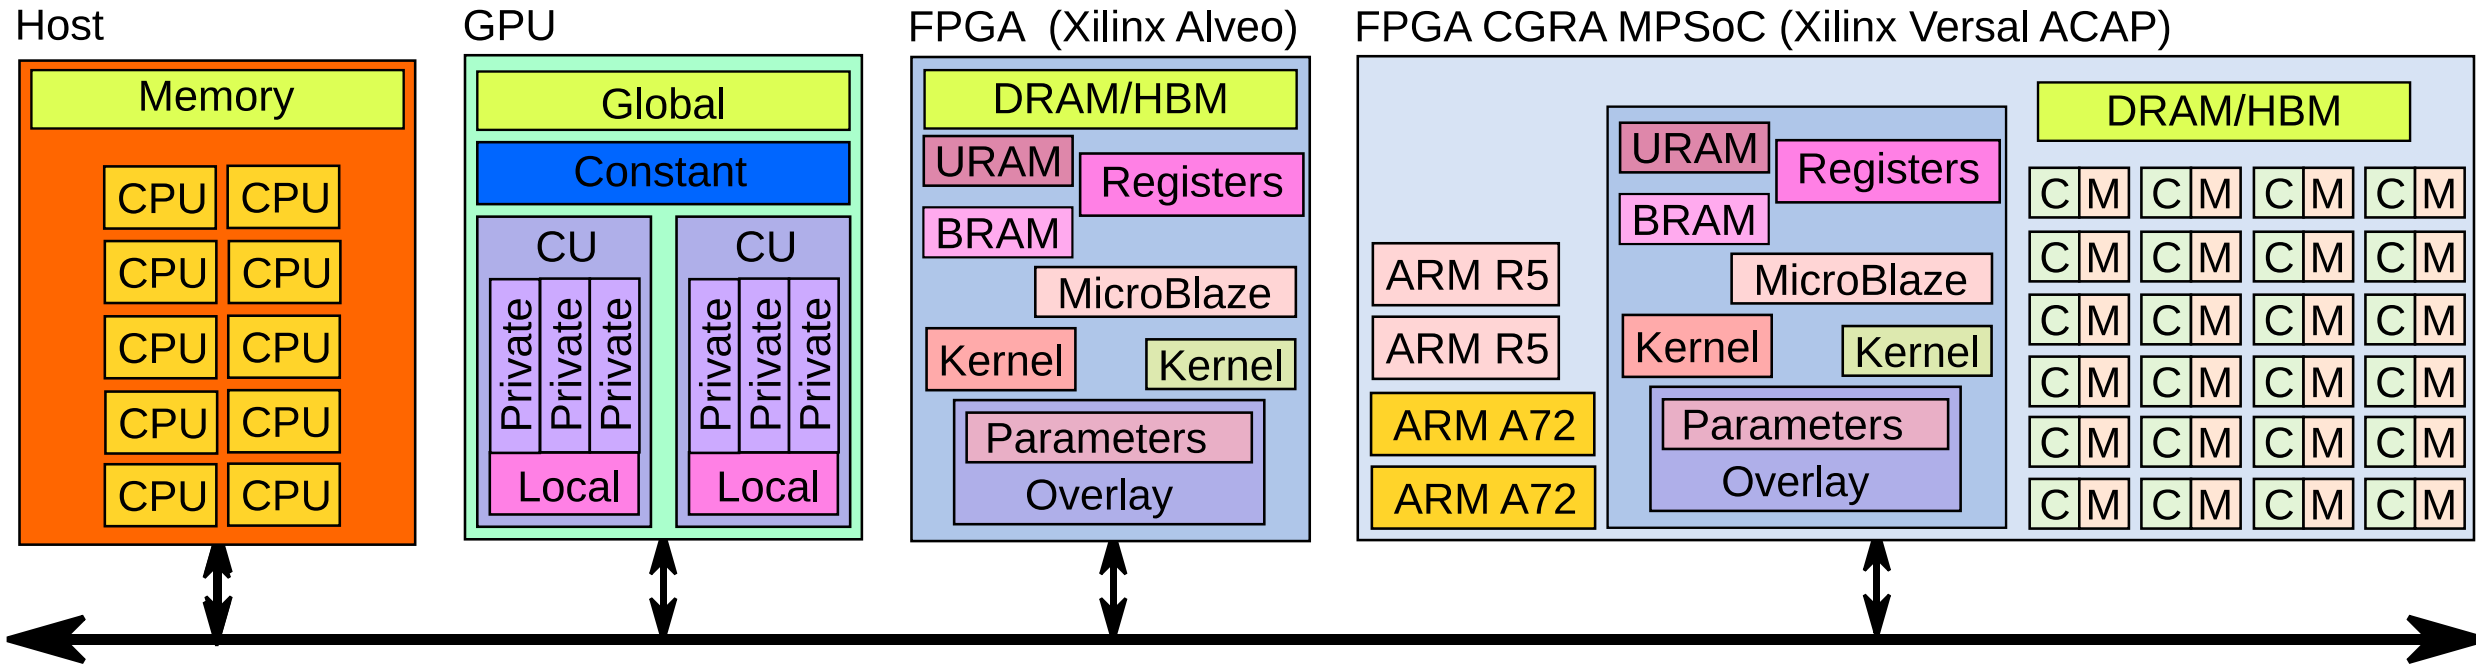 Host
Memory
CPU CPU
CPU CPU
CPU CPU
CPU CPU
CPU CPU
GPU
Global
Constant
CU
Private Private Private
Local
CU
Private Private Private
Local
FPGA (Xilinx Alveo)
DRAM/HBM
URAM
Registers
BRAM
MicroBlaze
Kernel
Kernel
Parameters
Overlay
FPGA CGRA MPSoC (Xilinx Versal ACAP)
ARM R5
ARM R5
ARM A72
ARM A72
URAM
Registers
BRAM
MicroBlaze
Kernel
Kernel
Parameters
Overlay
DRAM/HBM
C M C M C M C M
C M C M C M C M
C M C M C M C M
C M C M C M C M
C M C M C M C M
C M C M C M C M